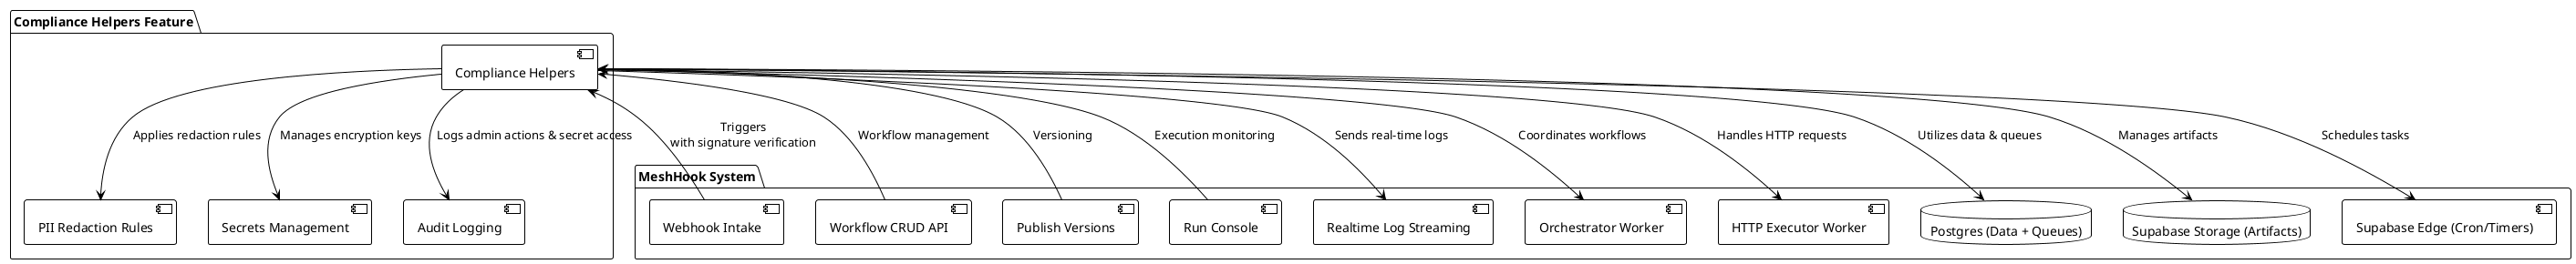 Compliance Helpers Feature
Compliance Helpers
Applies redaction rules
Manages encryption keys
Logs admin actions & secret access
Triggers
with signature verification
Workflow management
Versioning
Execution monitoring
Sends real-time logs
Coordinates workflows
Handles HTTP requests
Utilizes data & queues
Manages artifacts
Schedules tasks
MeshHook System
PII Redaction Rules
Secrets Management
Audit Logging
Webhook Intake
Workflow CRUD API
Publish Versions
Run Console
Realtime Log Streaming
Orchestrator Worker
HTTP Executor Worker
Postgres (Data + Queues)
Supabase Storage (Artifacts)
Supabase Edge (Cron/Timers)